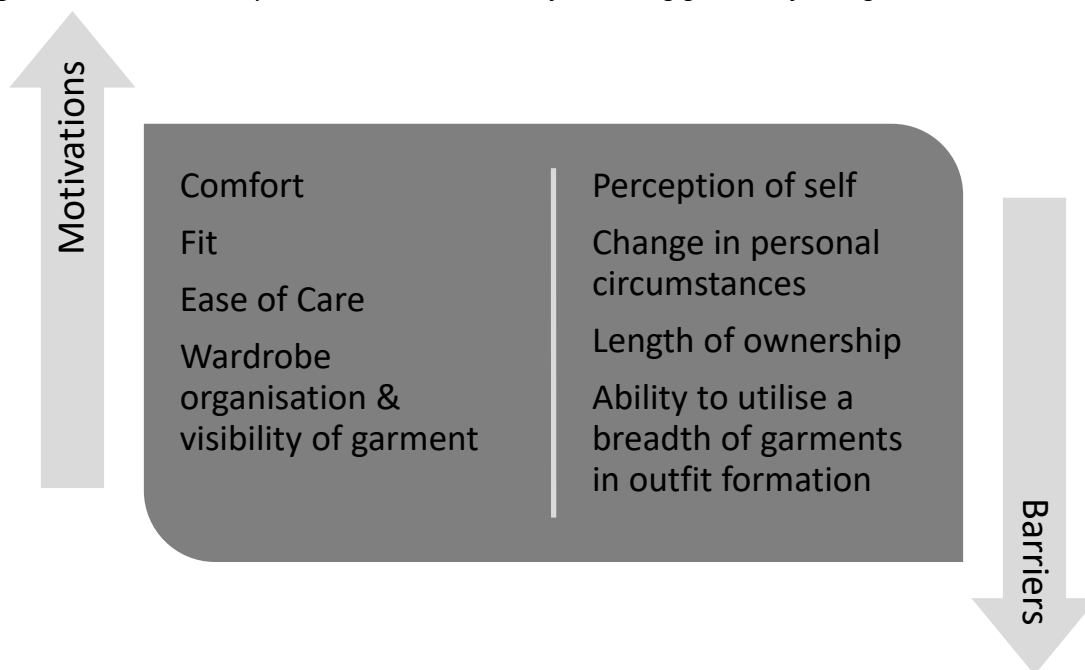 Motivations
Comfort
Fit
Ease of Care
Wardrobe
organisation &
visibility of garment
Perception of self
Change in personal
circumstances
Length of ownership
Ability to utilise a
breadth of garments
in outfit formation
Barriers